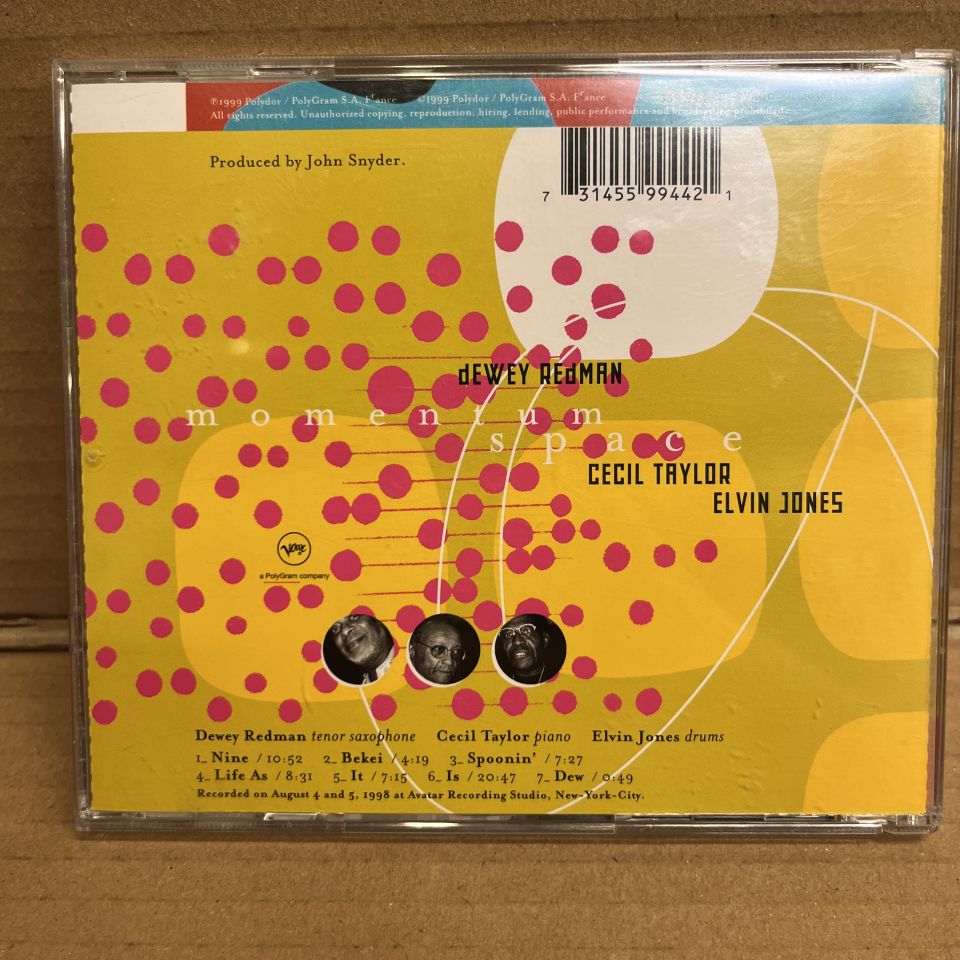 ℗1999 Polydor / PolyGram S.A. France ©1999 Polydor / PolyGram S.A. France
All rights reserved. Unauthorized copying, reproduction, hiring, lending, public performance and broadcasting prohibited.
Produced by John Snyder.
7 31455 99442 1
dEWEY REdMAN
momentum
space
CECIL TAYLOR
ELVIN JONES
Verve
a PolyGram company
Dewey Redman tenor saxophone Cecil Taylor piano Elvin Jones drums
1_ Nine / 10:52 2_ Bekei / 4:19 3_ Spoonin' / 7:27
4_ Life As / 8:31 5_ It / 7:15 6_ Is / 20:47 7_ Dew / 0:49
Recorded on August 4 and 5, 1998 at Avatar Recording Studio, New-York-City.